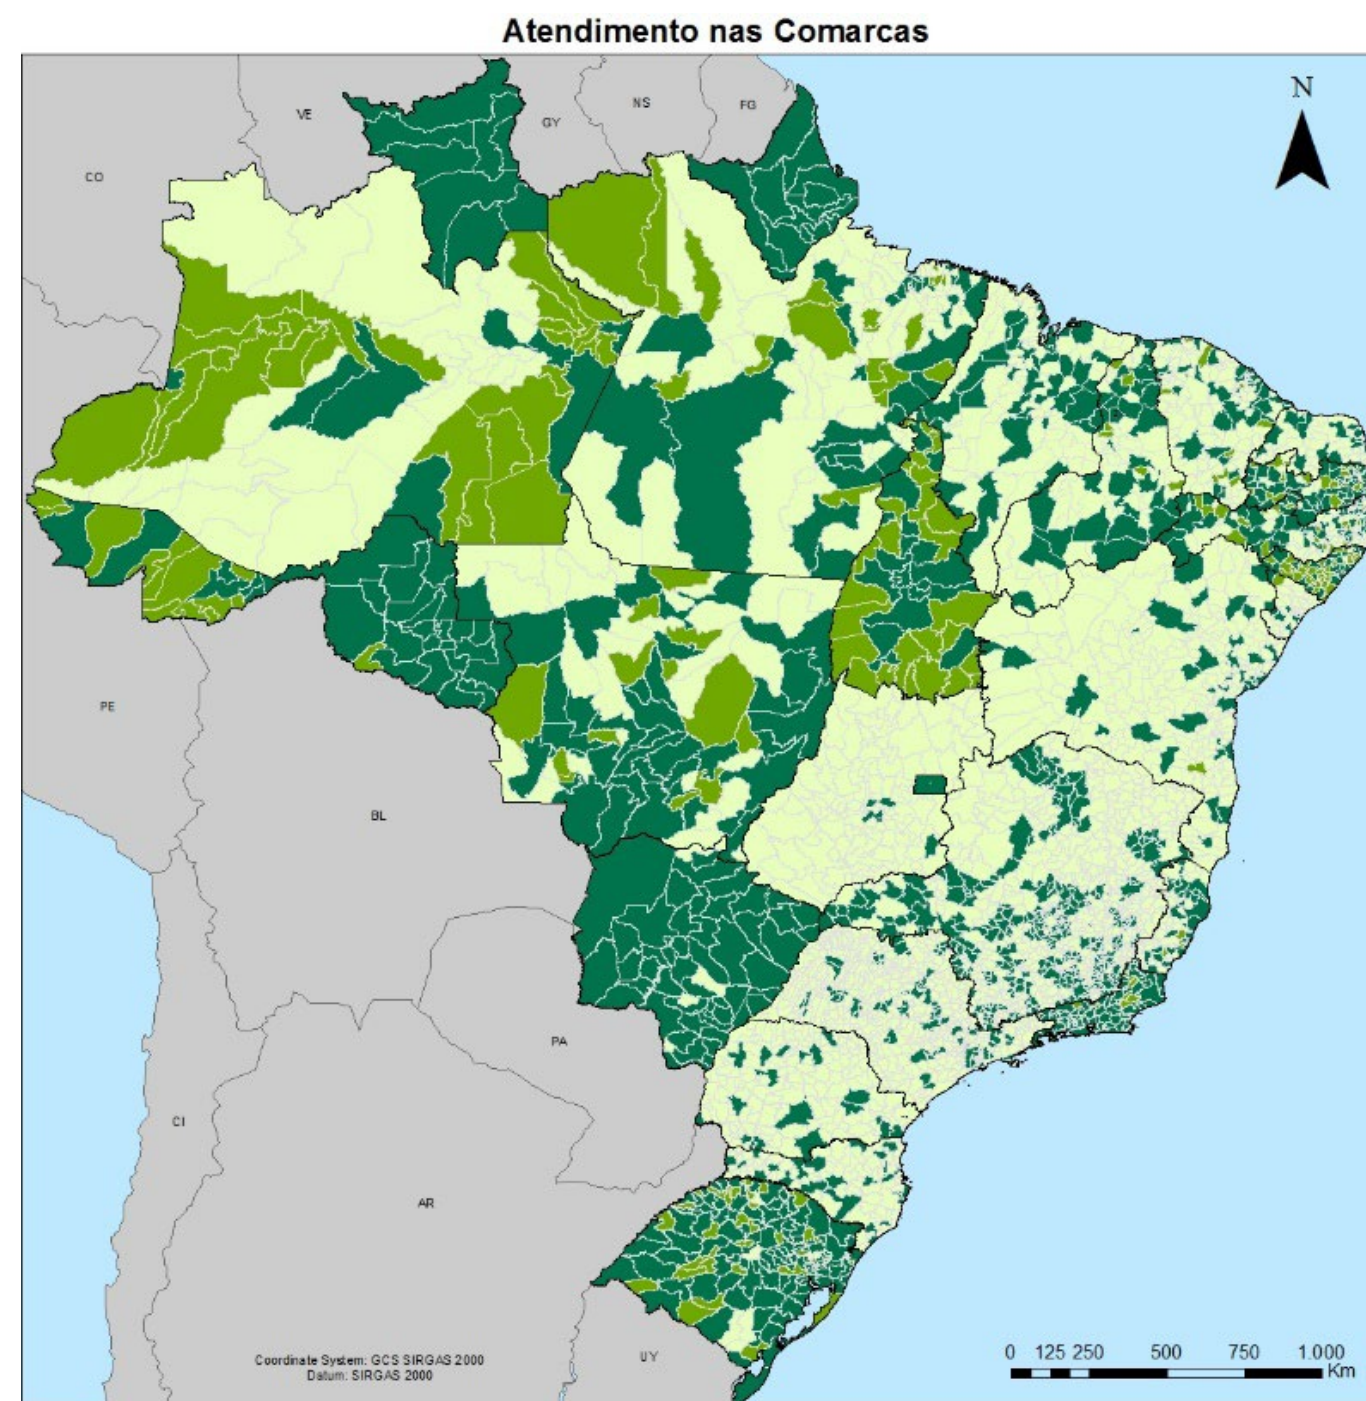 Atendimento nas Comarcas
N
VE
GY
NS
FG
CO
PE
BL
PA
CI
AR
UY
Coordinate System: GCS SIRGAS 2000
Datum: SIRGAS 2000
0 125 250 500 750 1.000
Km